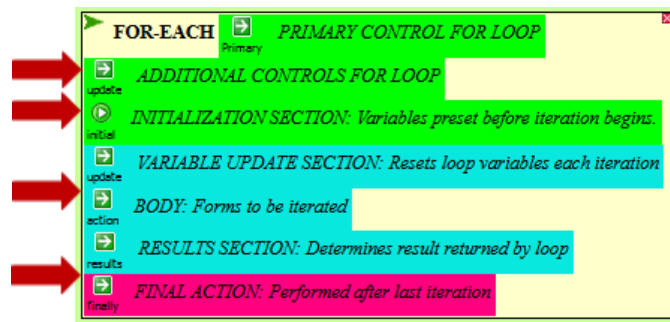 FOR-EACH Primary PRIMARY CONTROL FOR LOOP
update ADDITIONAL CONTROLS FOR LOOP
initial INITIALIZATION SECTION: Variables preset before iteration begins.
update VARIABLE UPDATE SECTION: Resets loop variables each iteration
action BODY: Forms to be iterated
results RESULTS SECTION: Determines result returned by loop
finally FINAL ACTION: Performed after last iteration